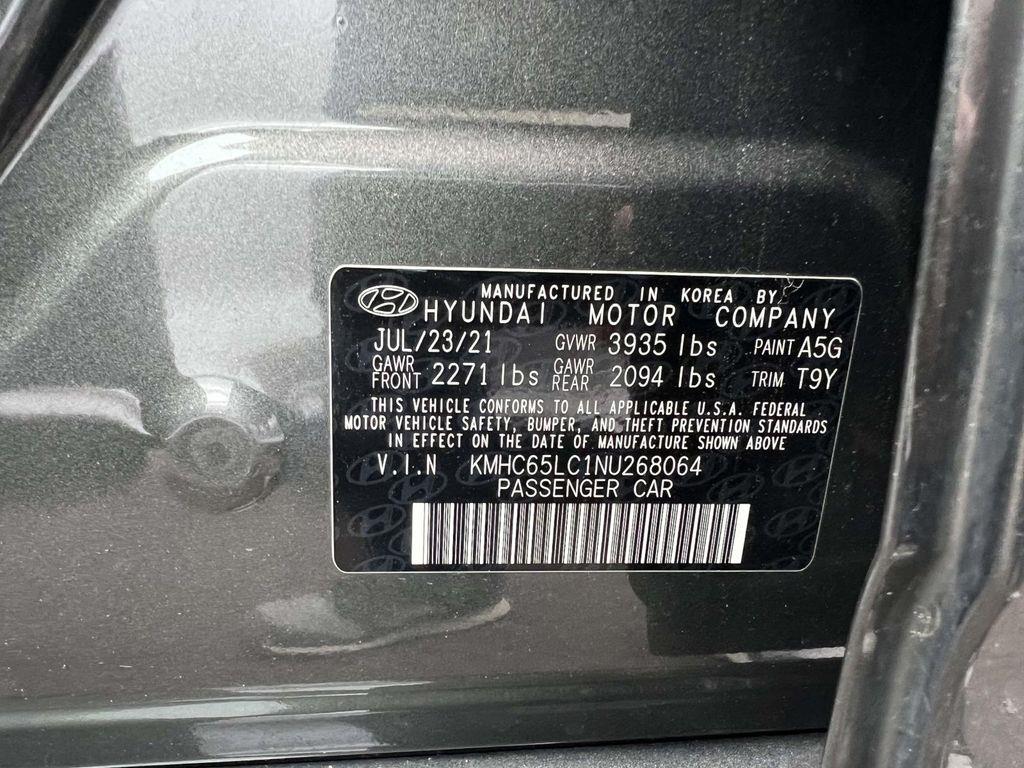 MANUFACTURED IN KOREA BY
HYUNDAI MOTOR COMPANY
JUL/23/21 GVWR 3935 lbs PAINT A5G
GAWR FRONT 2271 lbs GAWR REAR 2094 lbs TRIM T9Y
THIS VEHICLE CONFORMS TO ALL APPLICABLE U.S.A. FEDERAL
MOTOR VEHICLE SAFETY, BUMPER, AND THEFT PREVENTION STANDARDS
IN EFFECT ON THE DATE OF MANUFACTURE SHOWN ABOVE
V.I.N KMHC65LC1NU268064
PASSENGER CAR